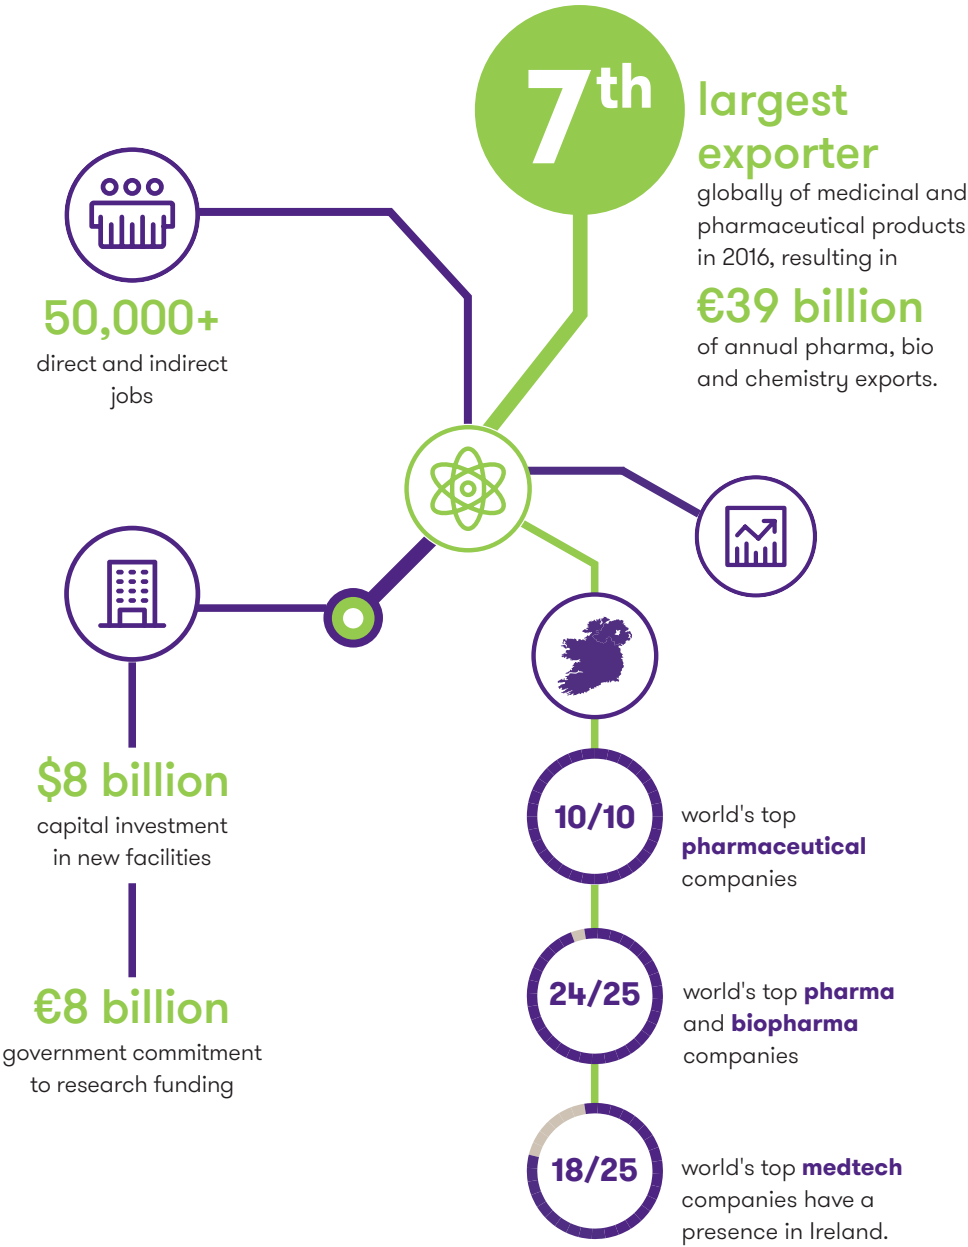 7th
largest
exporter
globally of medicinal and
pharmaceutical products
in 2016, resulting in
€39 billion
of annual pharma, bio
and chemistry exports.
50,000+
direct and indirect
jobs
$8 billion
capital investment
in new facilities
€8 billion
government commitment
to research funding
10/10
world's top
pharmaceutical
companies
24/25
world's top pharma
and biopharma
companies
18/25
world's top medtech
companies have a
presence in Ireland.